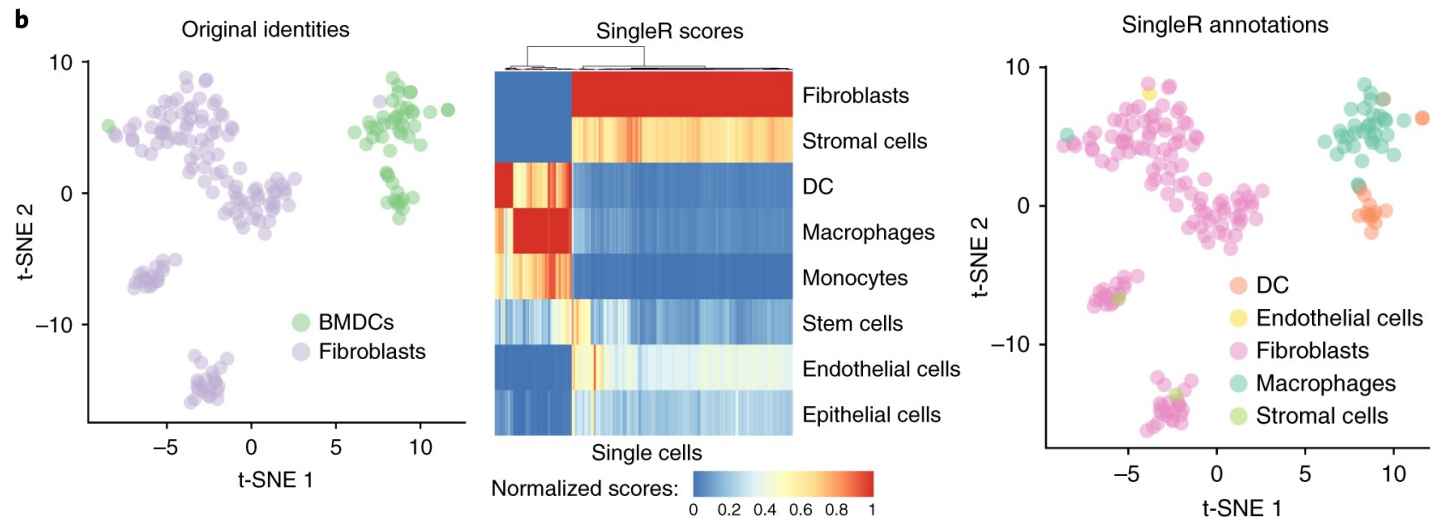 b
Original identities
10
0
−10
t-SNE 2
−5
0
5
10
t-SNE 1
BMDCs
Fibroblasts
SingleR scores
Fibroblasts
Stromal cells
DC
Macrophages
Monocytes
Stem cells
Endothelial cells
Epithelial cells
Single cells
Normalized scores:
0 0.2 0.4 0.6 0.8 1
SingleR annotations
10
0
−10
t-SNE 2
−5
0
5
10
t-SNE 1
DC
Endothelial cells
Fibroblasts
Macrophages
Stromal cells